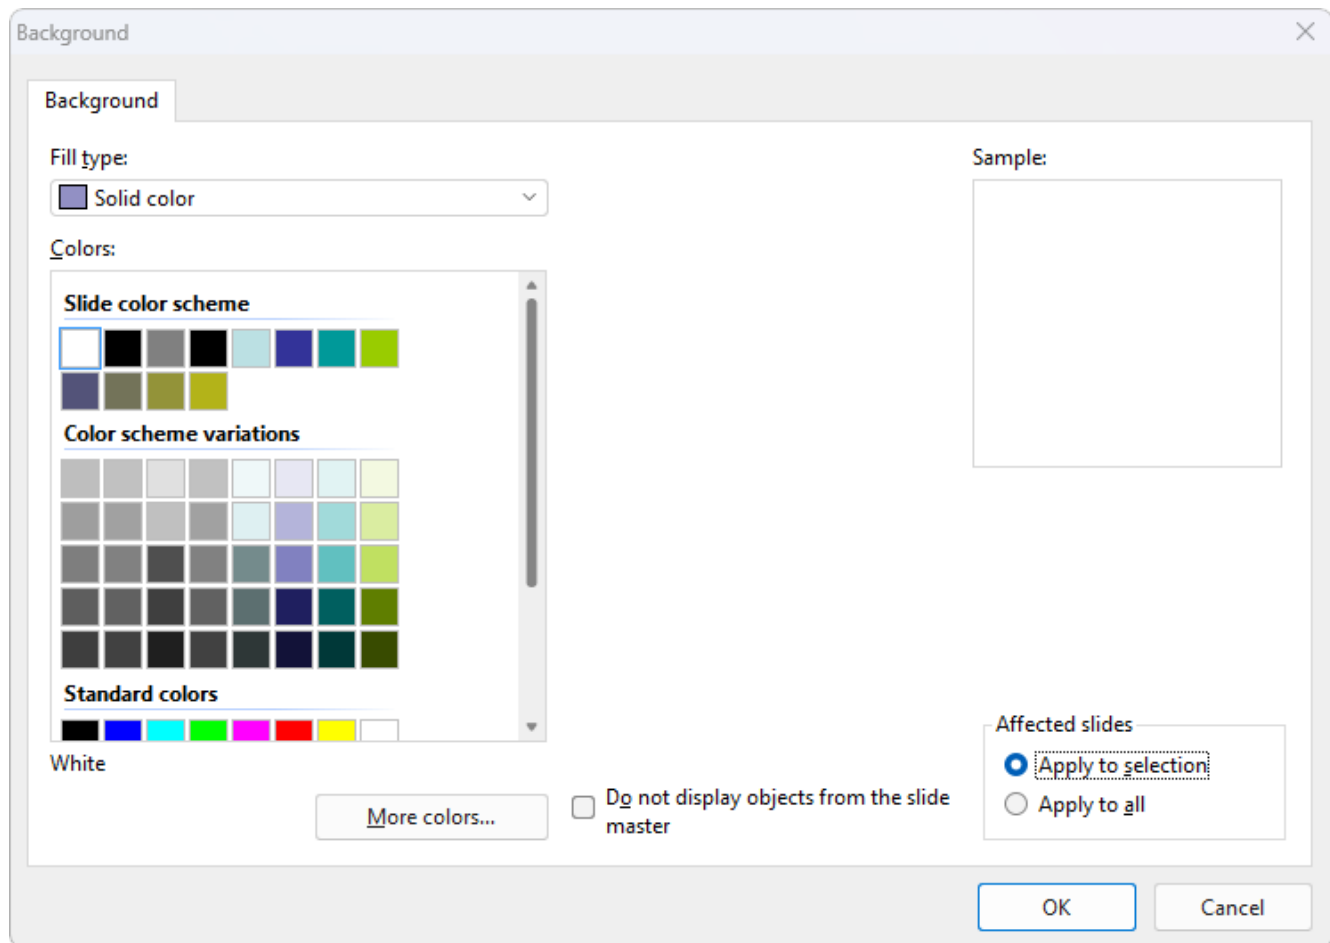 Background
Background
Fill type:
Solid color
Colors:
Slide color scheme
Color scheme variations
Standard colors
White
More colors...
Do not display objects from the slide
master
Sample:
Affected slides
Apply to selection
Apply to all
OK
Cancel